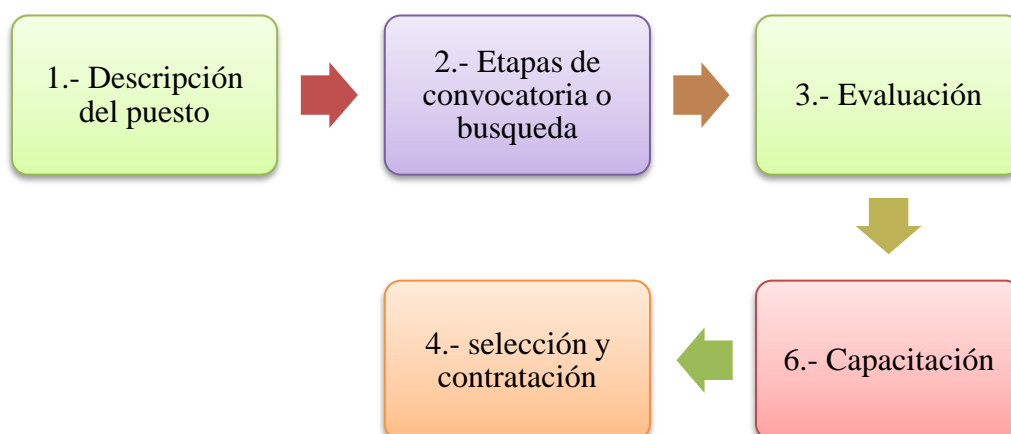 1.- Descripción
del puesto
2.- Etapas de
convocatoria o
busqueda
3.- Evaluación
4.- selección y
contratación
6.- Capacitación